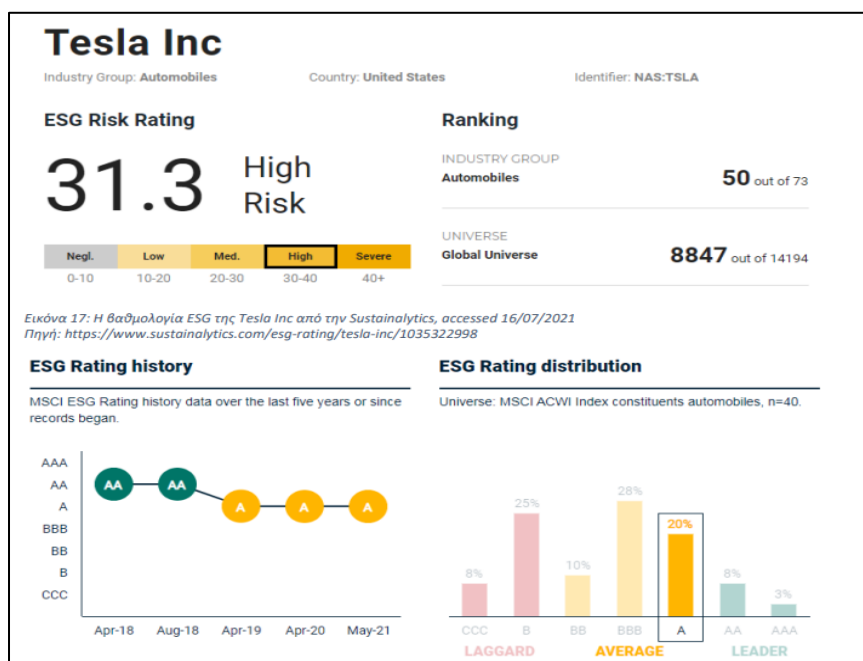 Tesla Inc
Industry Group: Automobiles Country: United States Identifier: NAS:TSLA
ESG Risk Rating
31.3 High
Risk
Negl. Low Med. High Severe
0-10 10-20 20-30 30-40 40+
Ranking
INDUSTRY GROUP
Automobiles 50 out of 73
UNIVERSE
Global Universe 8847 out of 14194
Εικόνα 17: Η βαθμολογία ESG της Tesla Inc από την Sustainalytics, accessed 16/07/2021
Πηγή: https://www.sustainalytics.com/esg-rating/tesla-inc/1035322998
ESG Rating history
MSCI ESG Rating history data over the last five years or since
records began.
AAA
AA
A
BBB
BB
B
CCC
AA AA A A A
Apr-18 Aug-18 Apr-19 Apr-20 May-21
ESG Rating distribution
Universe: MSCI ACWI Index constituents automobiles, n=40.
8% 25% 10% 28% 20% 8% 3%
CCC B BB BBB A AA AAA
LAGGARD AVERAGE LEADER